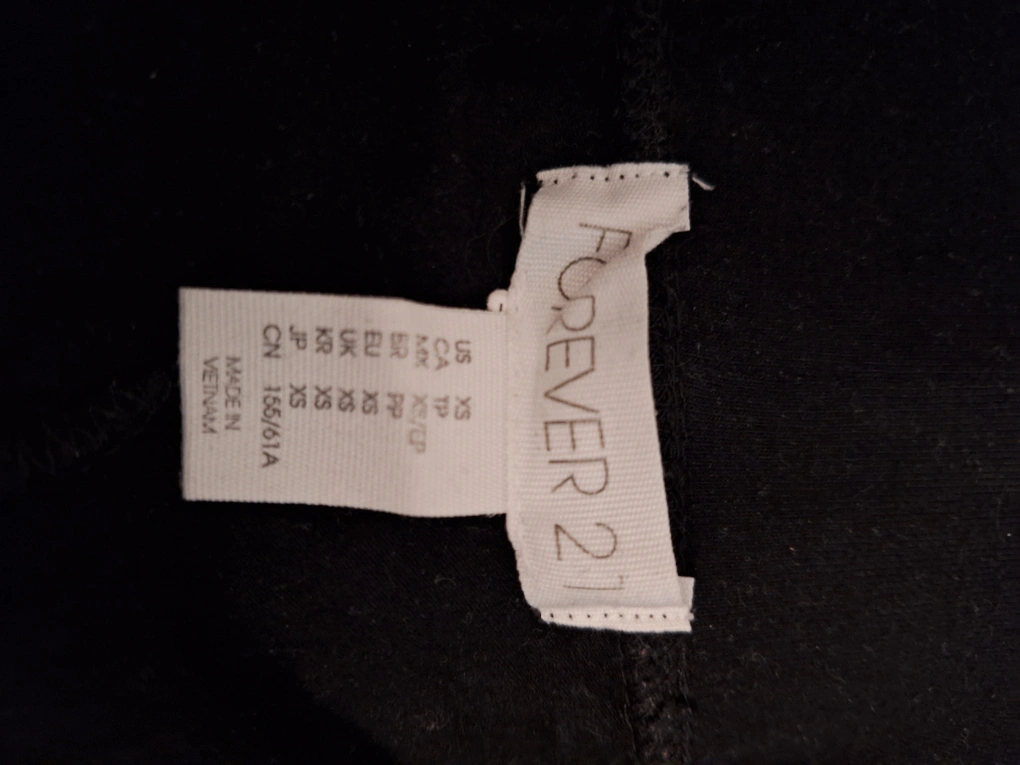 FOREVER 21
US XS
CA TP
MX XS/EP
BR PP
EU XS
UK XS
KR XS
JP XS
CN 155/61A
MADE IN
VIETNAM